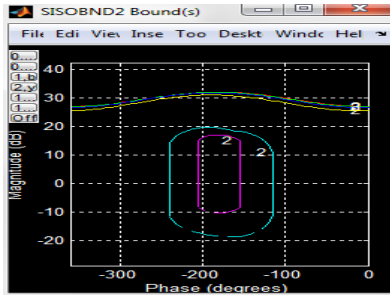 SISOBND2 Bound(s)
File Edi Viev Inse Too Deskt Windc Hel
0...
0...
(1,b
(2,y
1...
1...
Off
Magnitude (dB)
40
30
20
10
0
-10
-20
2
2
2
-300 -200 -100 0
Phase (degrees)